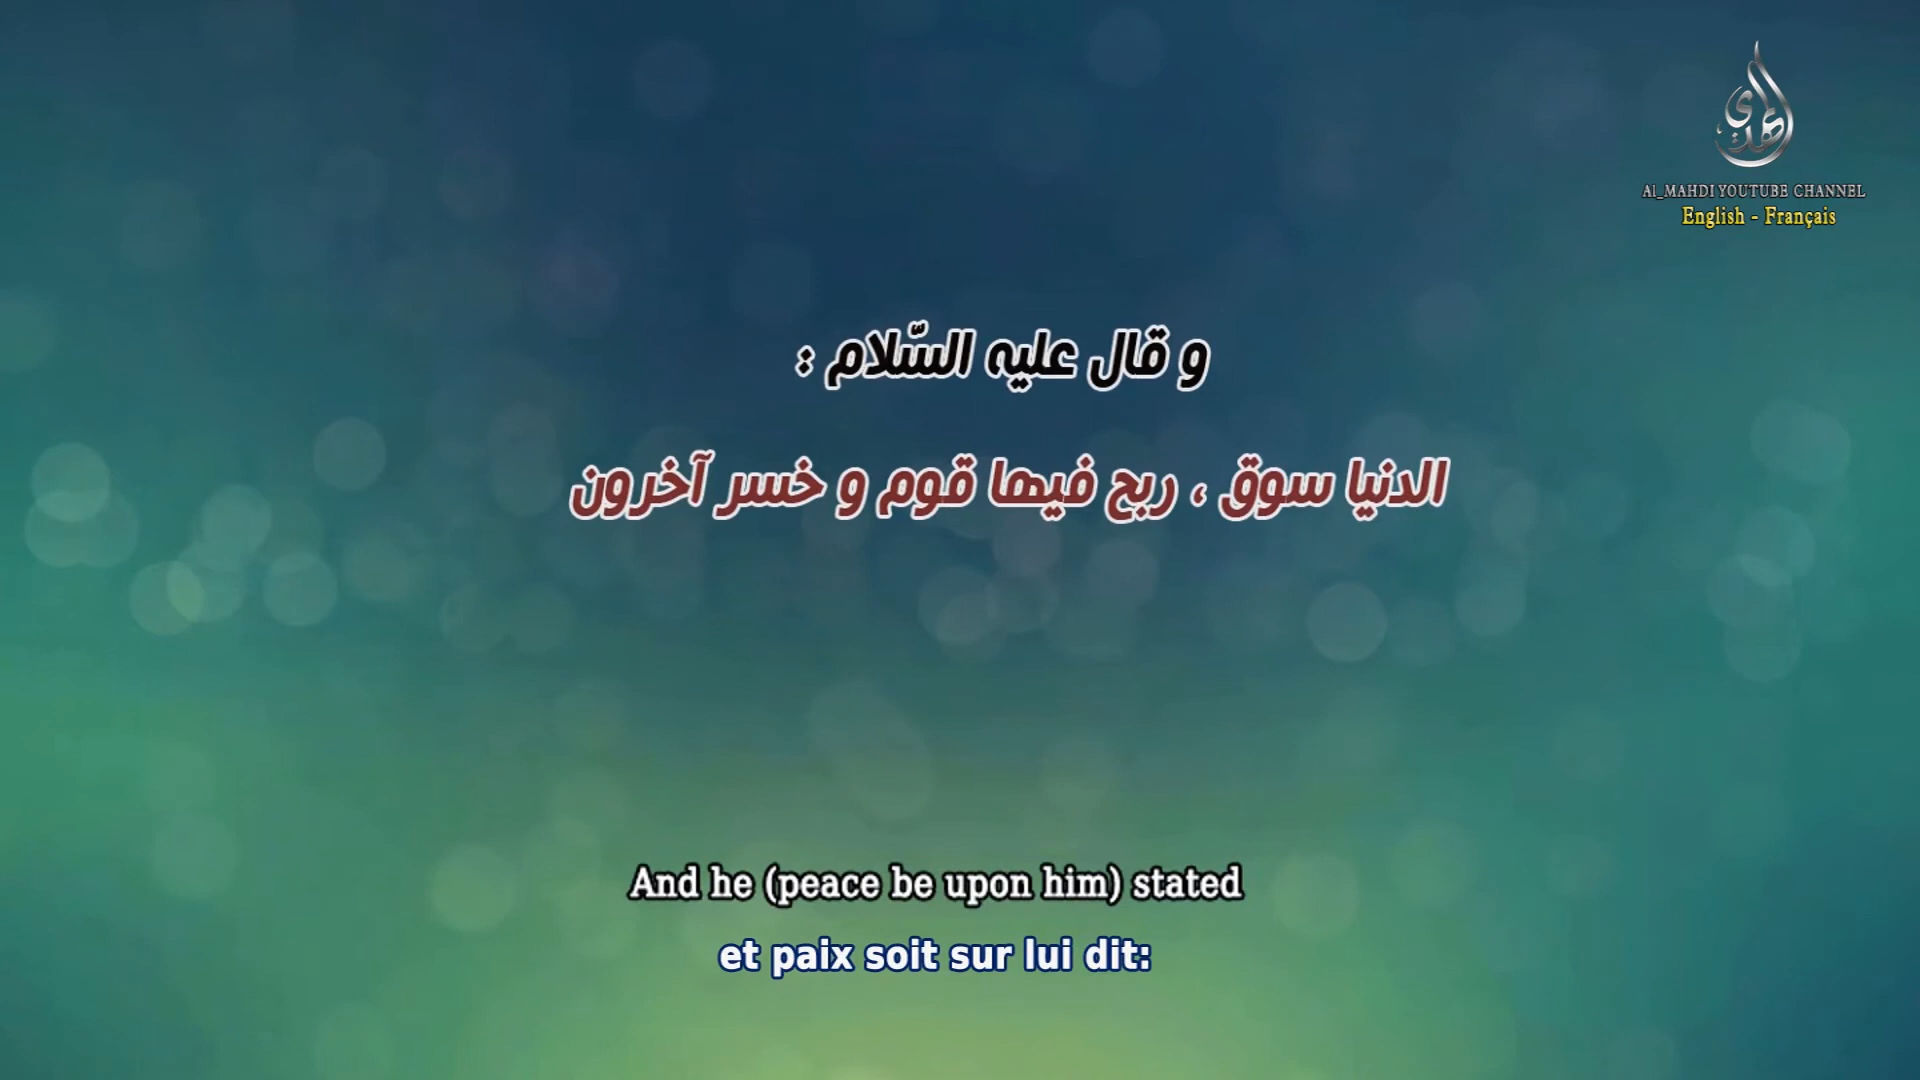 المهدي
Al_MAHDI YOUTUBE CHANNEL
English - Français
و قال عليه السّلام :
الدنيا سوق ، ربح فيها قوم و خسر آخرون
And he (peace be upon him) stated
et paix soit sur lui dit: